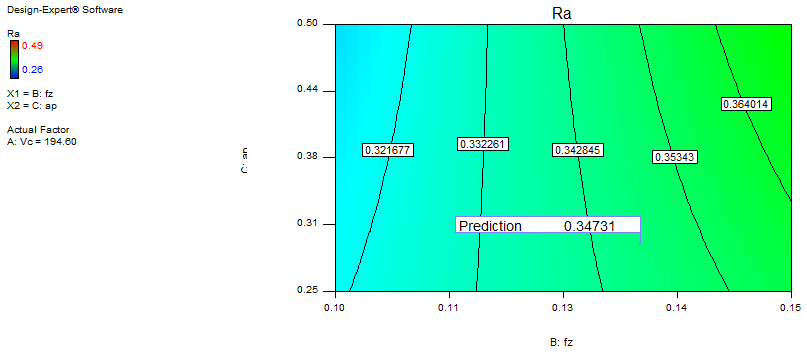 Design-Expert® Software
Ra
0.49
0.26
X1 = B: fz
X2 = C: ap
Actual Factor
A: Vc = 194.60
Ra
0.50
0.44
0.38
0.31
0.25
C: ap
0.364014
0.332261
0.321677
0.342845
0.35343
Prediction 0.34731
0.10
0.11
0.13
0.14
0.15
B: fz